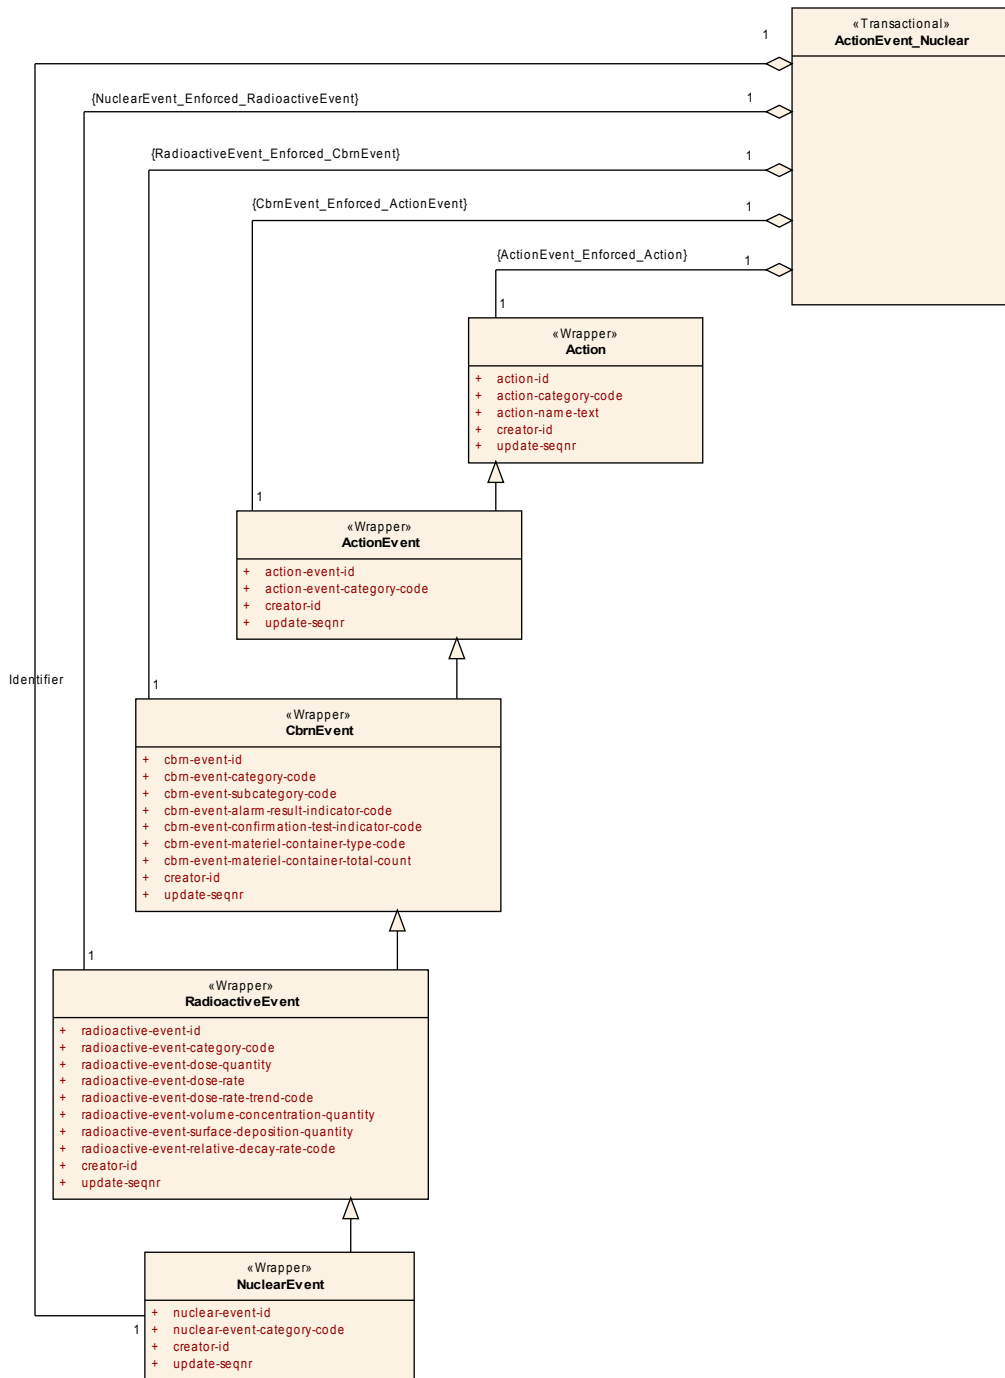 «Transactional»
ActionEvent_Nuclear
1
{NuclearEvent_Enforced_RadioactiveEvent}
1
{RadioactiveEvent_Enforced_CbrnEvent}
1
{CbrnEvent_Enforced_ActionEvent}
1
{ActionEvent_Enforced_Action}
1
1
«Wrapper»
Action
+ action-id
+ action-category-code
+ action-name-text
+ creator-id
+ update-seqnr
1
«Wrapper»
ActionEvent
+ action-event-id
+ action-event-category-code
+ creator-id
+ update-seqnr
Identifier
1
«Wrapper»
CbrnEvent
+ cbrn-event-id
+ cbrn-event-category-code
+ cbrn-event-subcategory-code
+ cbrn-event-alarm-result-indicator-code
+ cbrn-event-confirmation-test-indicator-code
+ cbrn-event-materiel-container-type-code
+ cbrn-event-materiel-container-total-count
+ creator-id
+ update-seqnr
1
«Wrapper»
RadioactiveEvent
+ radioactive-event-id
+ radioactive-event-category-code
+ radioactive-event-dose-quantity
+ radioactive-event-dose-rate
+ radioactive-event-dose-rate-trend-code
+ radioactive-event-volume-concentration-quantity
+ radioactive-event-surface-deposition-quantity
+ radioactive-event-relative-decay-rate-code
+ creator-id
+ update-seqnr
«Wrapper»
NuclearEvent
1
+ nuclear-event-id
+ nuclear-event-category-code
+ creator-id
+ update-seqnr